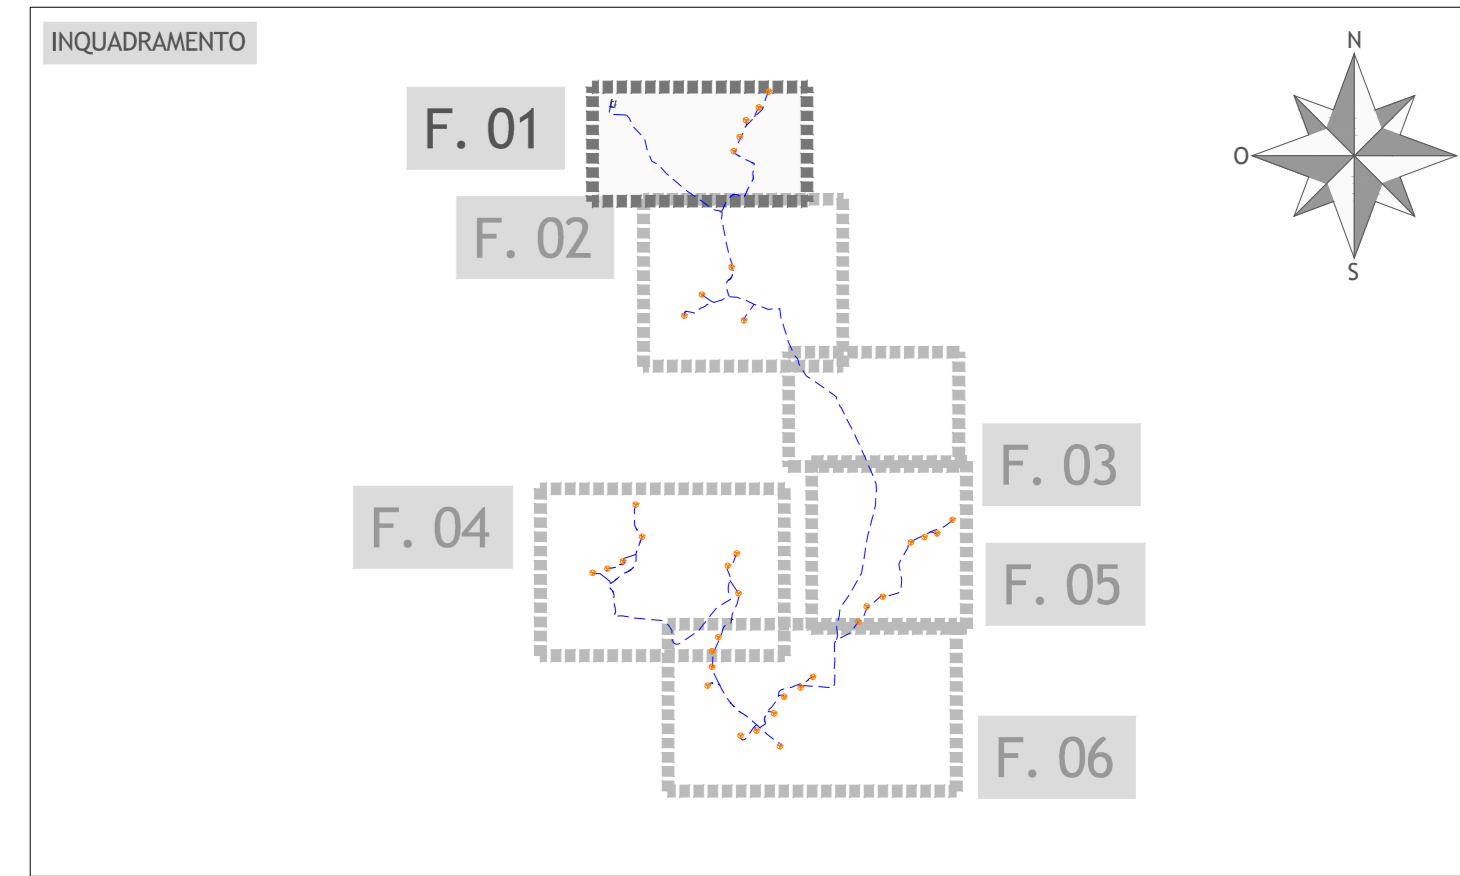 INQUADRAMENTO
N
F. 01
O
F. 02
S
F. 03
F. 04
F. 05
F. 06